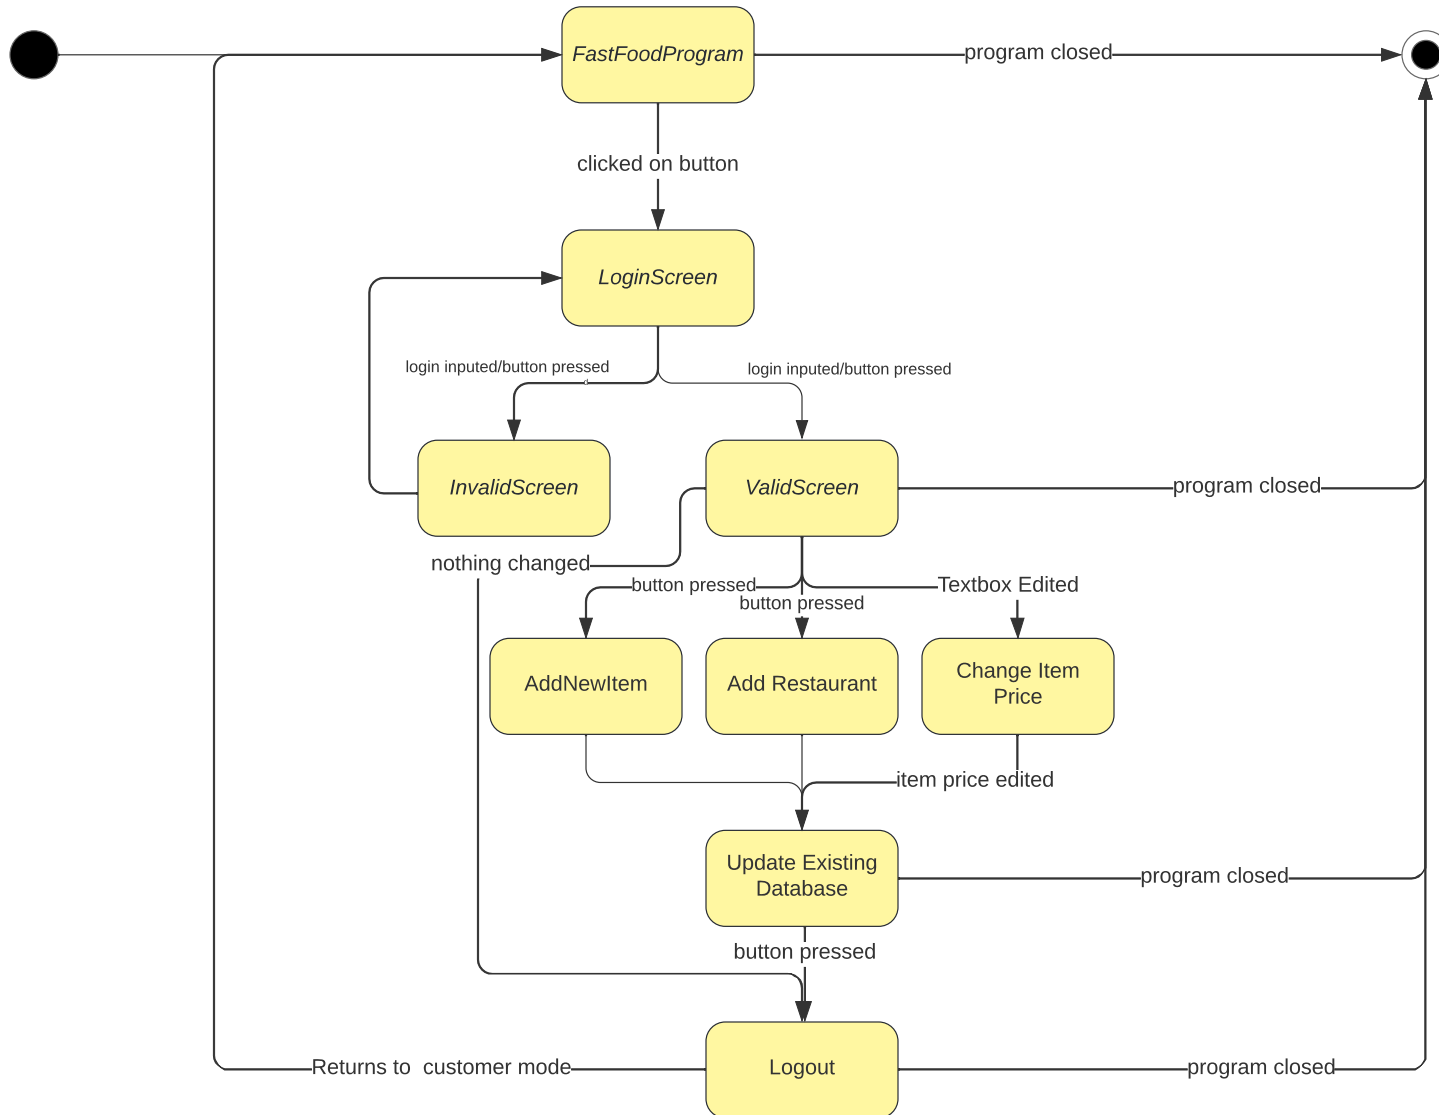 FastFoodProgram
program closed
clicked on button
LoginScreen
login inputed/button pressed
login inputed/button pressed
d
InvalidScreen
ValidScreen
program closed
nothing changed
button pressed
button pressed
Textbox Edited
AddNewItem
Add Restaurant
Change Item
Price
item price edited
Update Existing
Database
program closed
button pressed
Returns to  customer mode
Logout
program closed